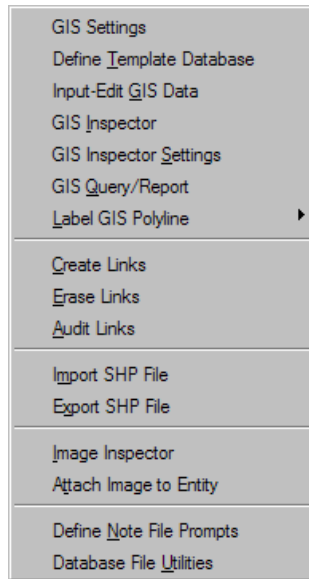 GIS Settings
Define Template Database
Input-Edit GIS Data
GIS Inspector
GIS Inspector Settings
GIS Query/Report
Label GIS Polyline
Create Links
Erase Links
Audit Links
Import SHP File
Export SHP File
Image Inspector
Attach Image to Entity
Define Note File Prompts
Database File Utilities